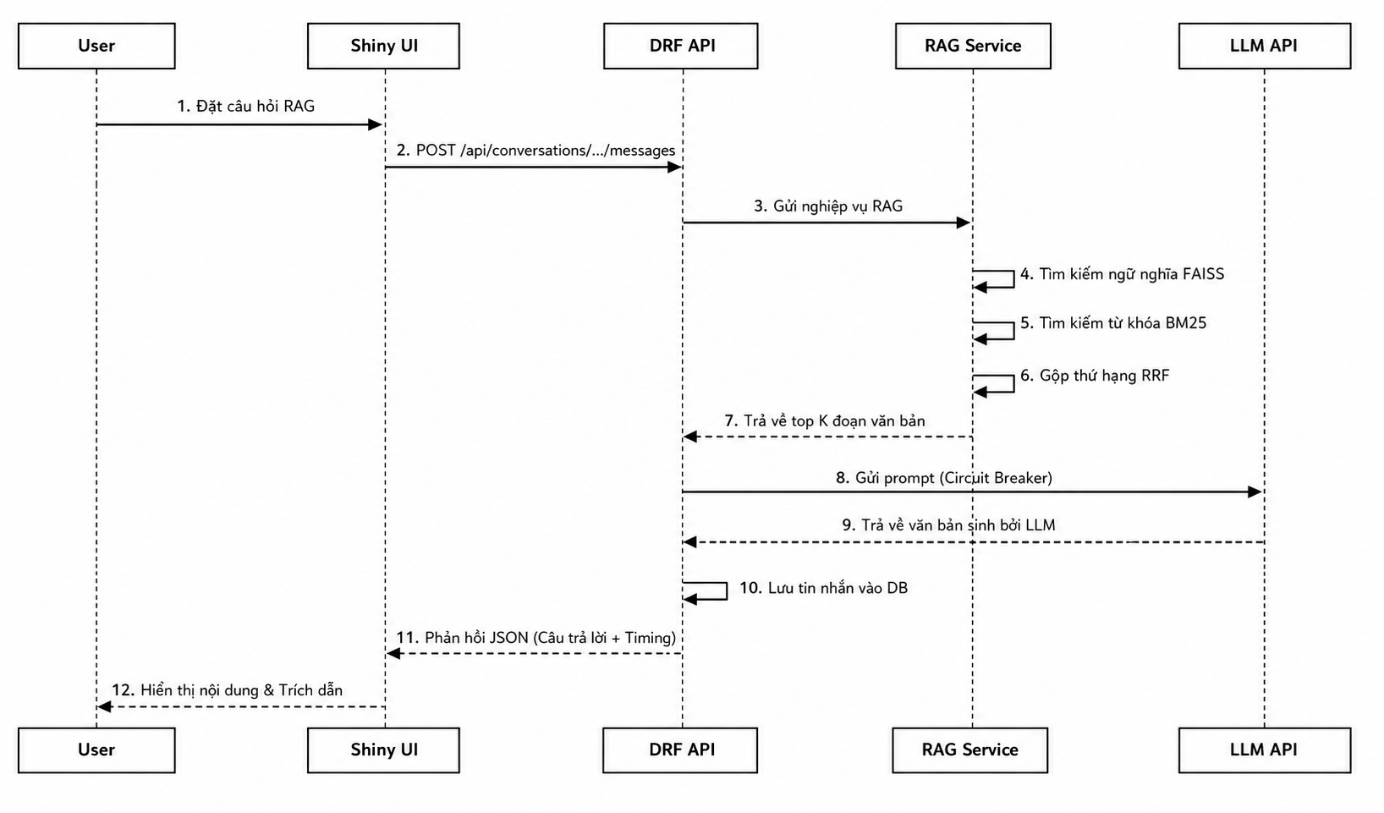 User
Shiny UI
DRF API
RAG Service
LLM API
1. Đặt câu hỏi RAG
2. POST /api/conversations/.../messages
3. Gửi nghiệp vụ RAG
4. Tìm kiếm ngữ nghĩa FAISS
5. Tìm kiếm từ khóa BM25
6. Gộp thứ hạng RRF
7. Trả về top K đoạn văn bản
8. Gửi prompt (Circuit Breaker)
9. Trả về văn bản sinh bởi LLM
10. Lưu tin nhắn vào DB
11. Phản hồi JSON (Câu trả lời + Timing)
12. Hiển thị nội dung & Trích dẫn
User
Shiny UI
DRF API
RAG Service
LLM API